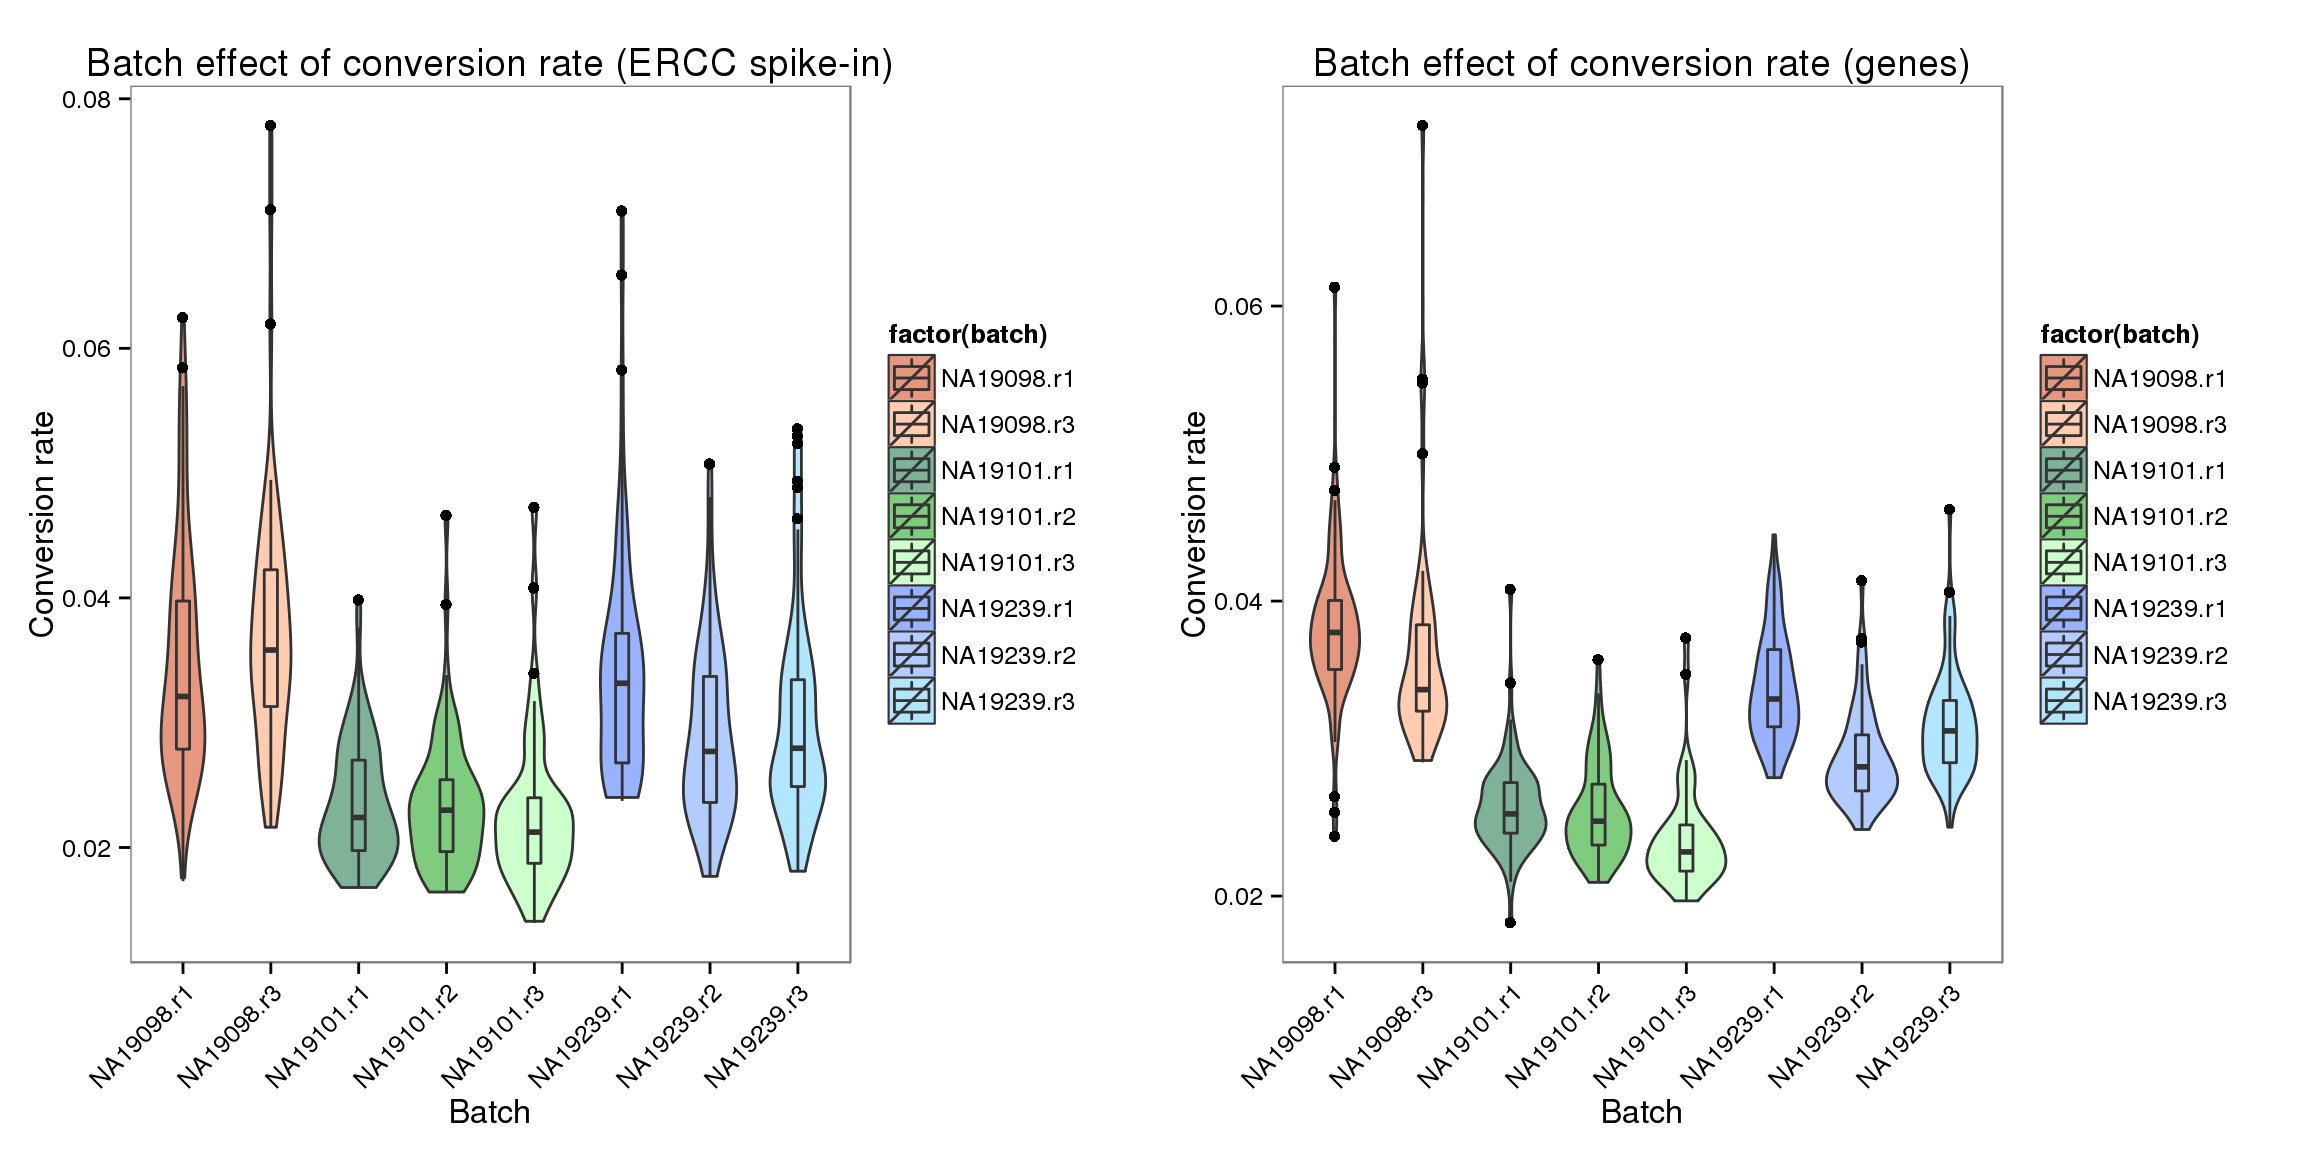 Batch effect of conversion rate (ERCC spike-in)
0.08
0.06
0.04
0.02
Conversion rate
NA19098.r1
NA19098.r3
NA19101.r1
NA19101.r2
NA19101.r3
NA19239.r1
NA19239.r2
NA19239.r3
Batch
factor(batch)
NA19098.r1
NA19098.r3
NA19101.r1
NA19101.r2
NA19101.r3
NA19239.r1
NA19239.r2
NA19239.r3
Batch effect of conversion rate (genes)
0.06
0.04
0.02
Conversion rate
NA19098.r1
NA19098.r3
NA19101.r1
NA19101.r2
NA19101.r3
NA19239.r1
NA19239.r2
NA19239.r3
Batch
factor(batch)
NA19098.r1
NA19098.r3
NA19101.r1
NA19101.r2
NA19101.r3
NA19239.r1
NA19239.r2
NA19239.r3